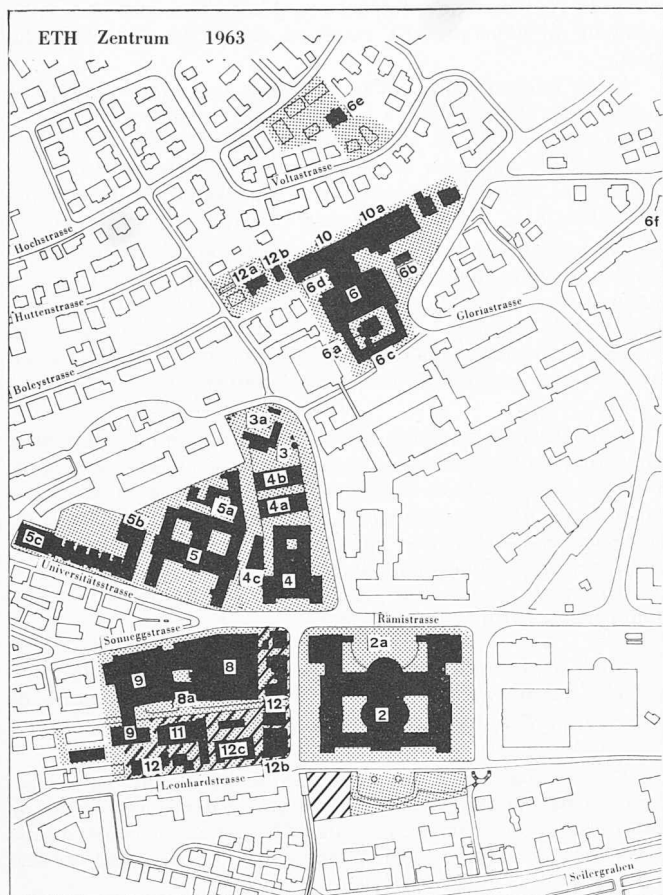 ETH Zentrum 1963
6e
Voltastrasse
10a
6f
Hochstrasse
10
12b
12a
6b
6d
6
Huttenstrasse
Gloriastrasse
6a
6c
Boleystrasse
3a
3
4b
5a
4a
5b
5c
5
4c
4
Universitätsstrasse
Rämistrasse
Sonneggstrasse
2a
8
9
8a
12
2
9
11
12c
12
12b
Leonhardstrasse
Seilergraben